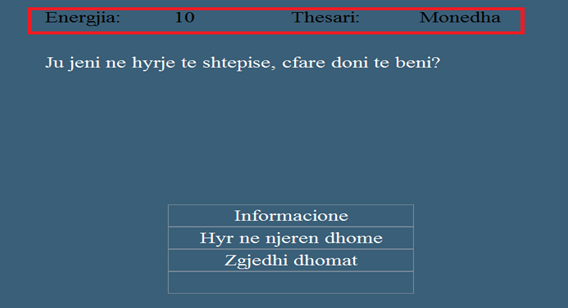 Energjia: 10 Thesari: Monedha
Ju jeni ne hyrje te shtepise, cfare doni te beni?
Informacione
Hyr ne njeren dhome
Zgjedhi dhomat